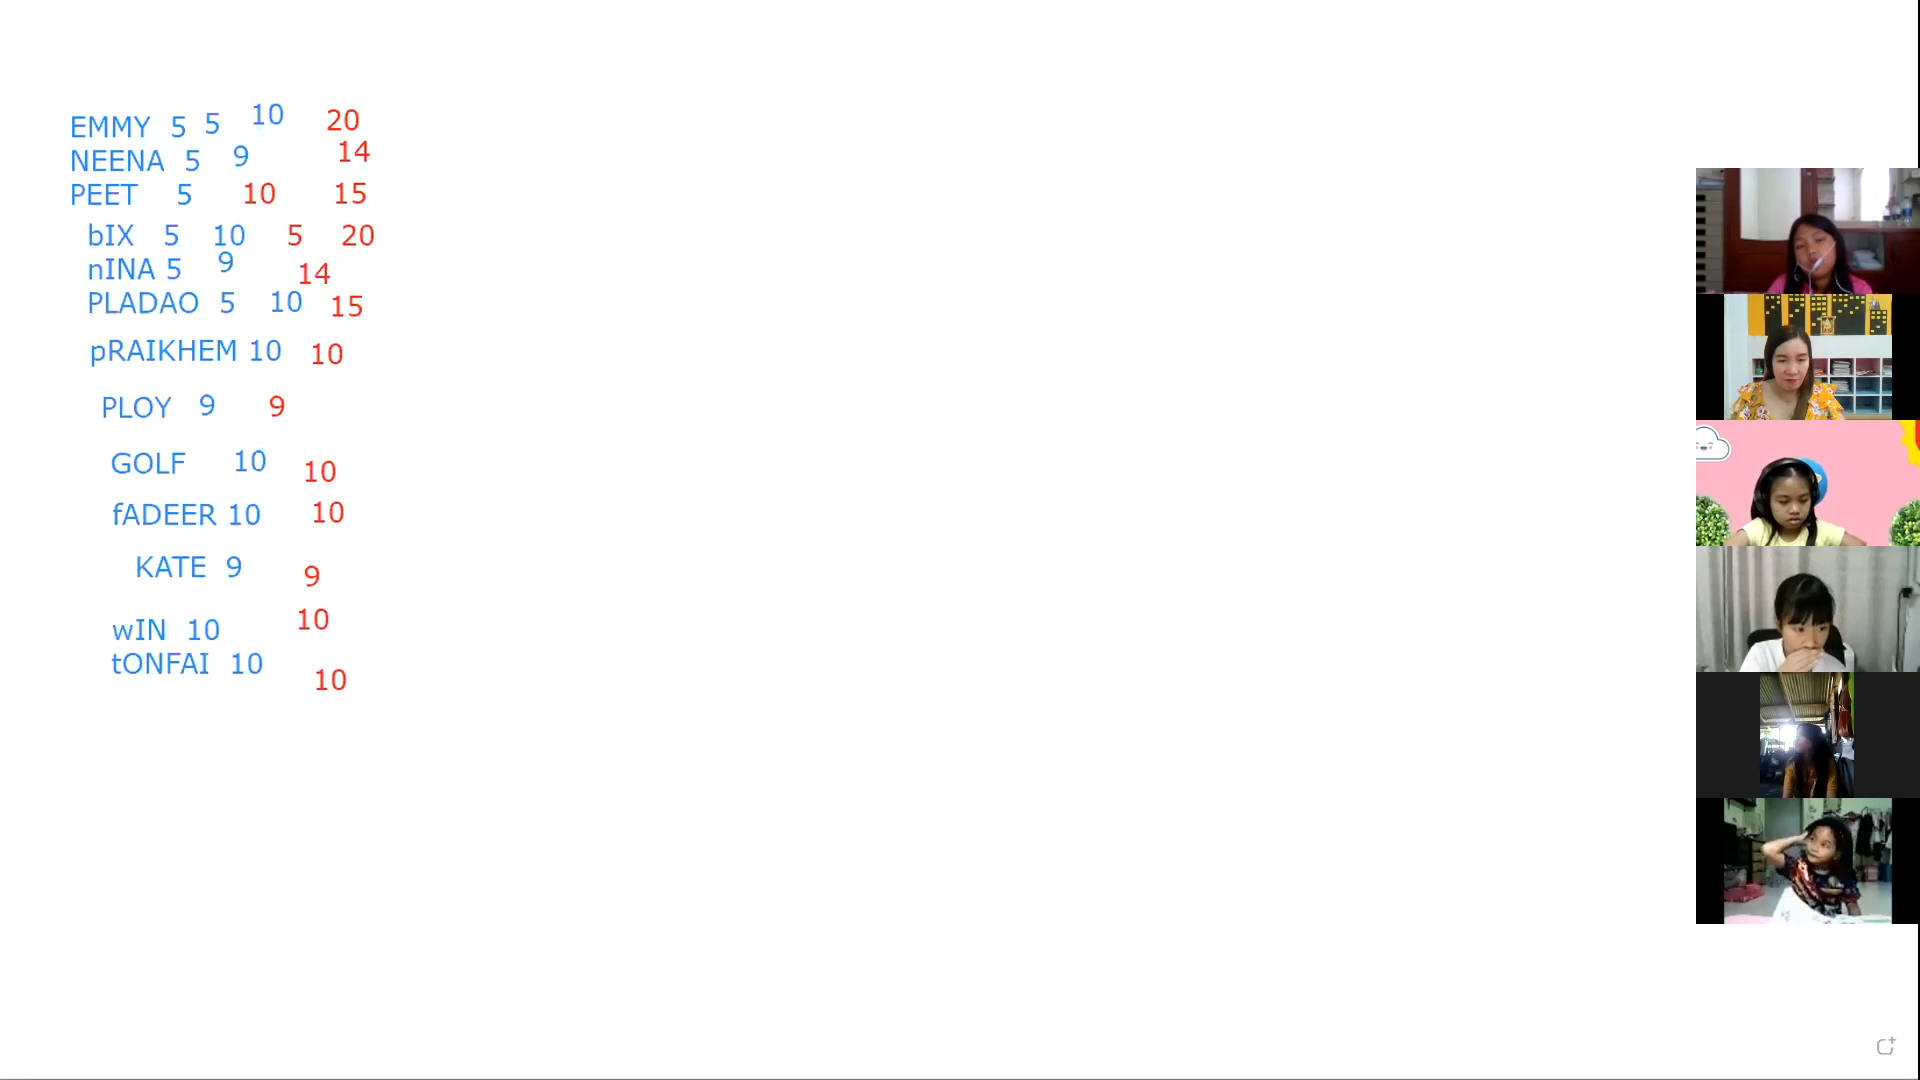 EMMY 5 5 10 20
NEENA 5 9 14
PEET 5 10 15
bIX 5 10 5 20
nINA 5 9 14
PLADAO 5 10 15
pRAIKHEM 10 10
PLOY 9 9
GOLF 10 10
fADEER 10 10
KATE 9 9
wIN 10 10
tONFAI 10 10